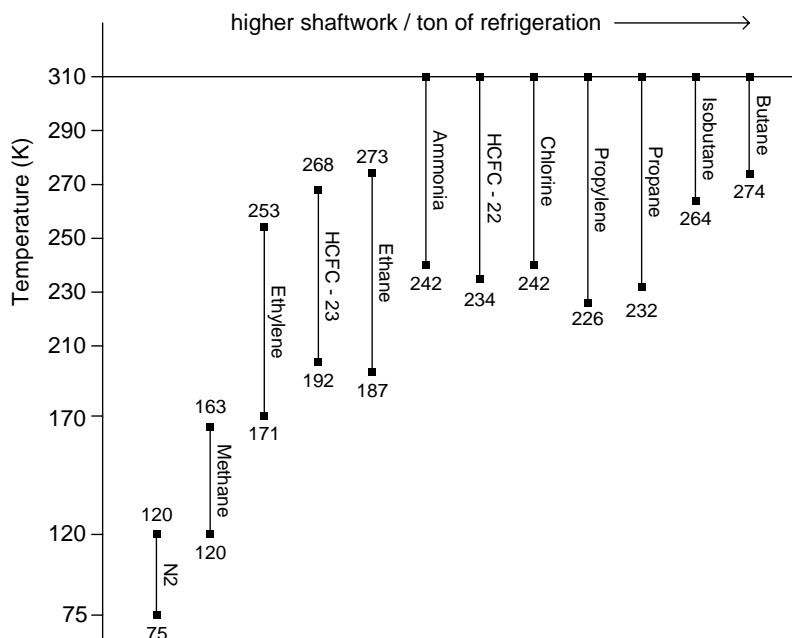 higher shaftwork / ton of refrigeration
Temperature (K)
310
290
270
250
230
210
170
120
75
120
N2
75
163
Methane
120
253
Ethylene
171
268
HCFC - 23
192
273
Ethane
187
Ammonia
242
HCFC - 22
234
Chlorine
242
Propylene
226
Propane
232
Isobutane
264
Butane
274